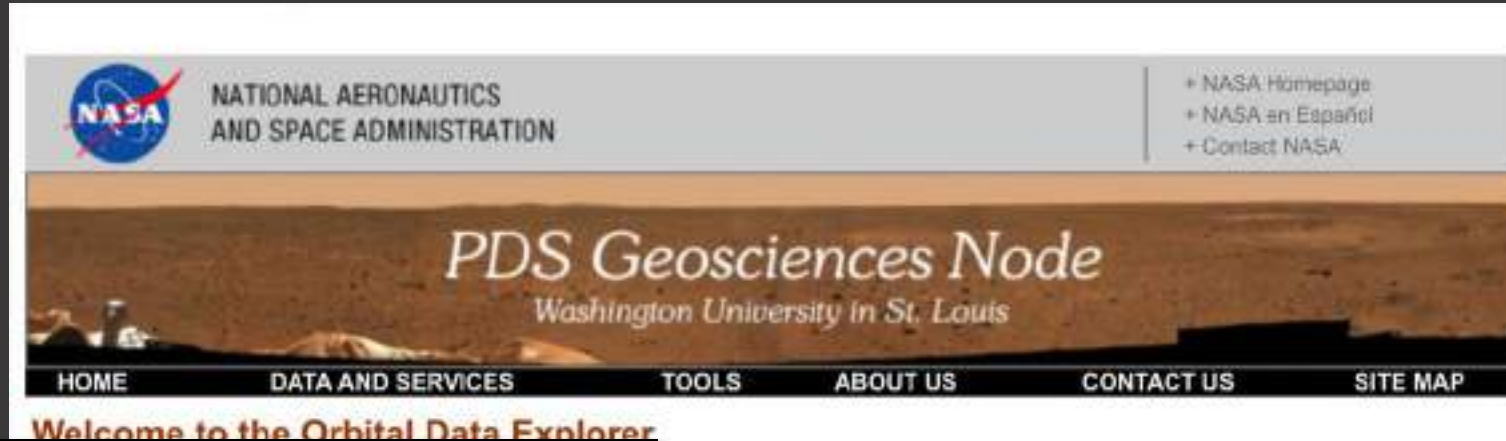 NASA
NATIONAL AERONAUTICS
AND SPACE ADMINISTRATION
+ NASA Homepage
+ NASA en Español
+ Contact NASA
PDS Geosciences Node
Washington University in St. Louis
HOME DATA AND SERVICES TOOLS ABOUT US CONTACT US SITE MAP
Welcome to the Orbital Data Explorer